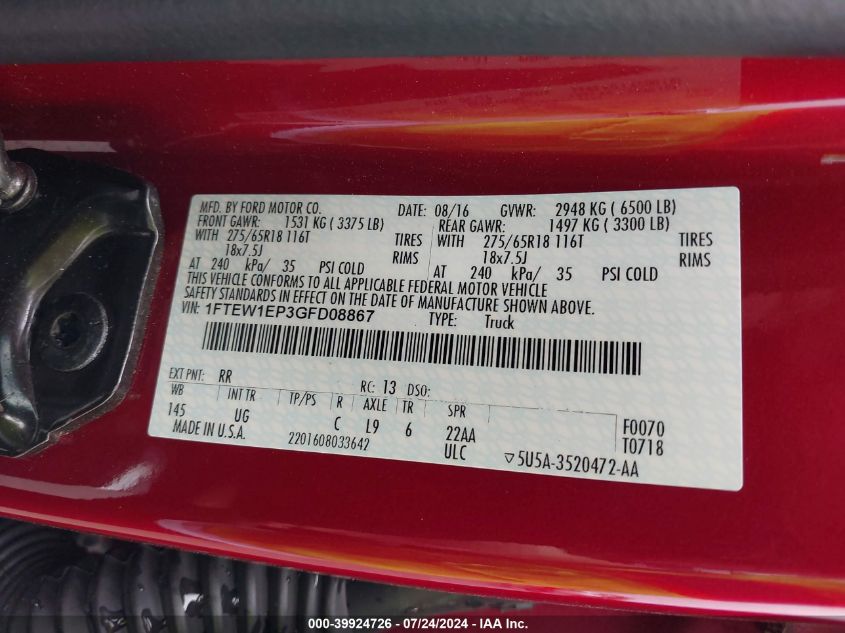 MFD. BY FORD MOTOR CO. DATE: 08/16 GVWR: 2948 KG ( 6500 LB)
FRONT GAWR: 1531 KG ( 3375 LB) REAR GAWR: 1497 KG ( 3300 LB)
WITH 275/65R18 116T TIRES WITH 275/65R18 116T TIRES
18x7.5J RIMS 18x7.5J RIMS
AT 240 kPa/ 35 PSI COLD AT 240 kPa/ 35 PSI COLD
THIS VEHICLE CONFORMS TO ALL APPLICABLE FEDERAL MOTOR VEHICLE
SAFETY STANDARDS IN EFFECT ON THE DATE OF MANUFACTURE SHOWN ABOVE.
VIN: 1FTEW1EP3GFD08867 TYPE: Truck
EXT PNT: RR RC: 13 DSO:
WB INT TR TP/PS R AXLE TR SPR
145 UG C L9 6 22AA F0070
MADE IN U.S.A. 2201608033642 ULC ▽5U5A-3520472-AA T0718
000-39924726 - 07/24/2024 - IAA Inc.